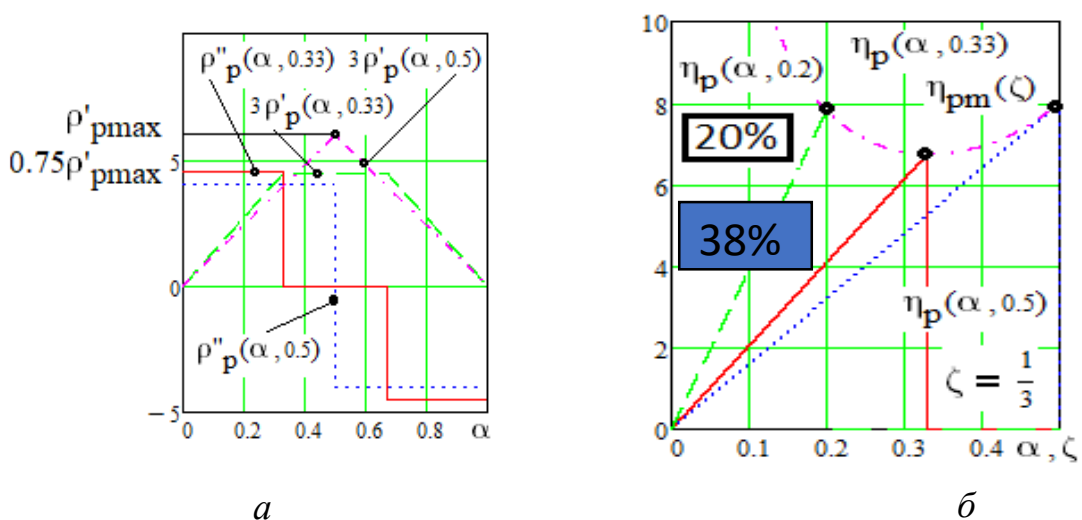 ρ''p(α, 0.33) 3ρ'p(α, 0.5)
3ρ'p(α, 0.33)
ρ'pmax
0.75ρ'pmax
5
0
ρ''p(α, 0.5)
−5
0 0.2 0.4 0.6 0.8 α
а
10
ηp(α, 0.33)
ηp(α, 0.2)
ηpm(ζ)
8
20%
6
38%
4
ηp(α, 0.5)
2
ζ = 1/3
0
0 0.1 0.2 0.3 0.4 α, ζ
б